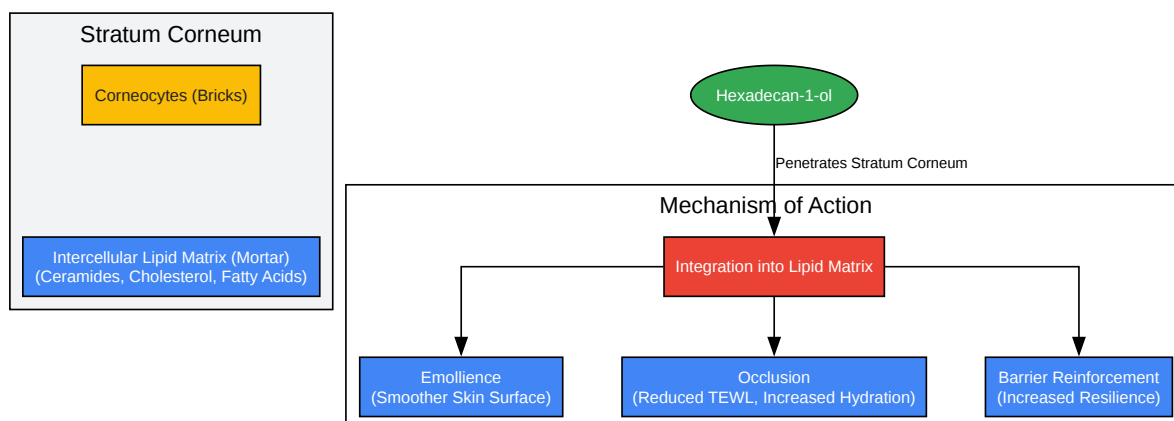 Stratum Corneum
Corneocytes (Bricks)
Intercellular Lipid Matrix (Mortar)
(Ceramides, Cholesterol, Fatty Acids)
Hexadecan-1-ol
Penetrates Stratum Corneum
Mechanism of Action
Integration into Lipid Matrix
Emollience
(Smoother Skin Surface)
Occlusion
(Reduced TEWL, Increased Hydration)
Barrier Reinforcement
(Increased Resilience)